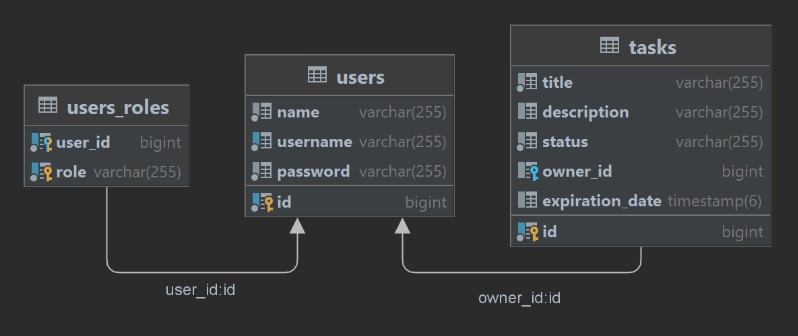 users_roles
user_id bigint
role varchar(255)
users
name varchar(255)
username varchar(255)
password varchar(255)
id bigint
tasks
title varchar(255)
description varchar(255)
status varchar(255)
owner_id bigint
expiration_date timestamp(6)
id bigint
user_id:id
owner_id:id